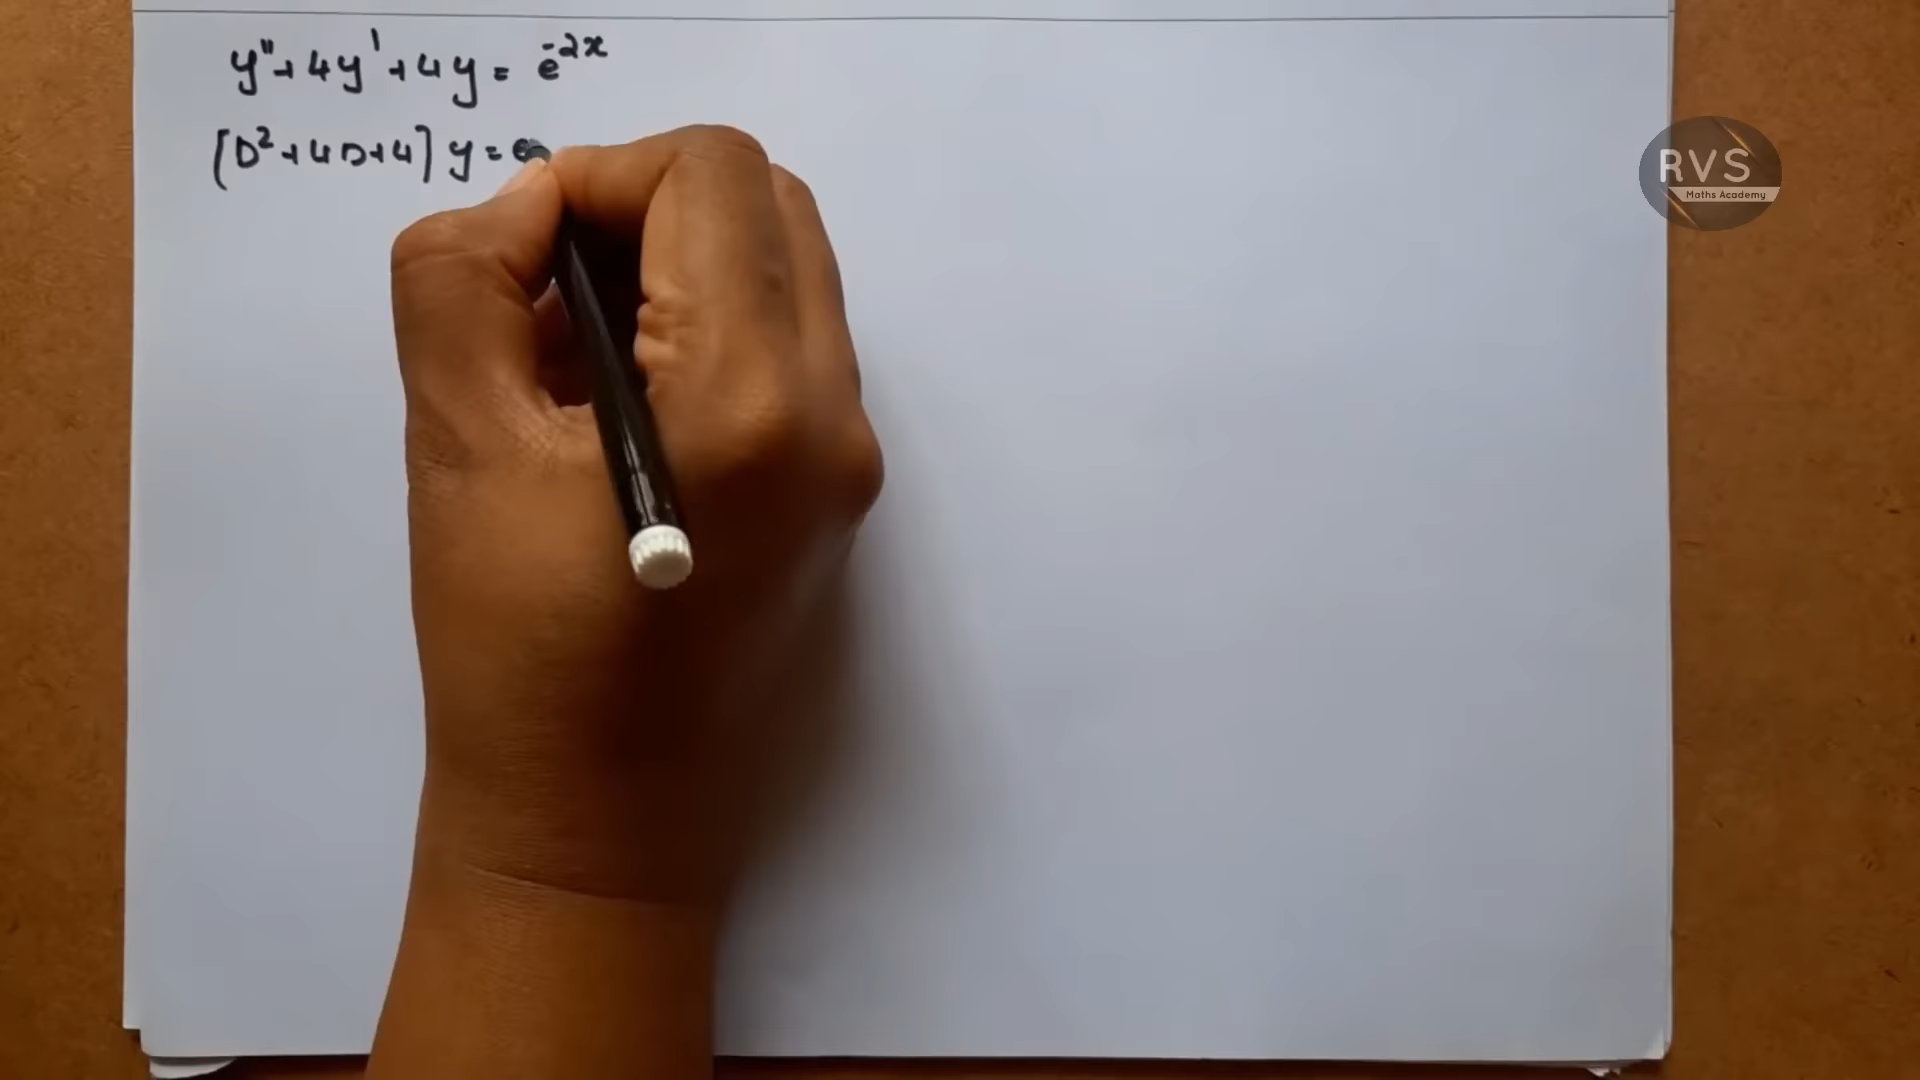 y'' + 4y' + 4y = e^{-2x}
[D² + 4D + 4] y = e
RVS
Maths Academy